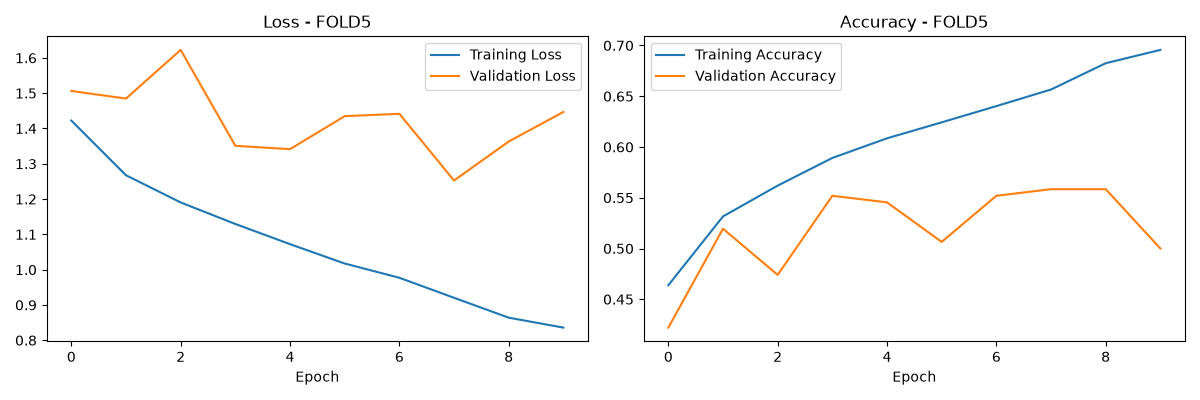 Loss - FOLD5
Training Loss
Validation Loss
1.6
1.5
1.4
1.3
1.2
1.1
1.0
0.9
0.8
0 2 4 6 8
Epoch
Accuracy - FOLD5
Training Accuracy
Validation Accuracy
0.70
0.65
0.60
0.55
0.50
0.45
0 2 4 6 8
Epoch